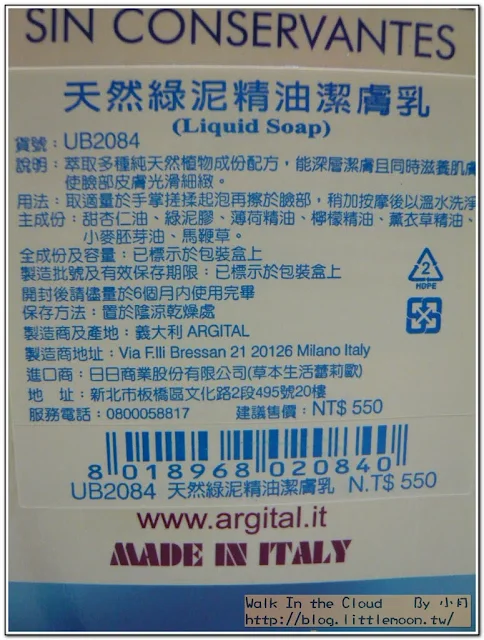 SIN CONSERVANTES
天然綠泥精油潔膚乳
(Liquid Soap)
貨號：UB2084
說明：萃取多種純天然植物成份配方，能深層潔膚且同時滋養肌膚
使臉部皮膚光滑細緻。
用法：取適量於手掌搓揉起泡再擦於臉部，稍加按摩後以溫水洗淨
主成份：甜杏仁油、綠泥膠、薄荷精油、檸檬精油、薰衣草精油、
小麥胚芽油、馬鞭草。
全成份及容量：已標示於包裝盒上
製造批號及有效保存期限：已標示於包裝盒上
開封後請儘量於6個月內使用完畢
保存方法：置於陰涼乾燥處
製造商及產地：義大利 ARGITAL
製造商地址：Via F.lli Bressan 21 20126 Milano Italy
進口商：日日商業股份有限公司(草本生活蕾莉歐)
地　址：新北市板橋區文化路2段495號20樓
服務電話：0800058817 建議售價：NT$ 550
2
HDPE
8 018968 020840
UB2084 天然綠泥精油潔膚乳 N.T$ 550
www.argital.it
MADE IN ITALY
Walk In the Cloud By 小月
http://blog.littlemoon.tw/